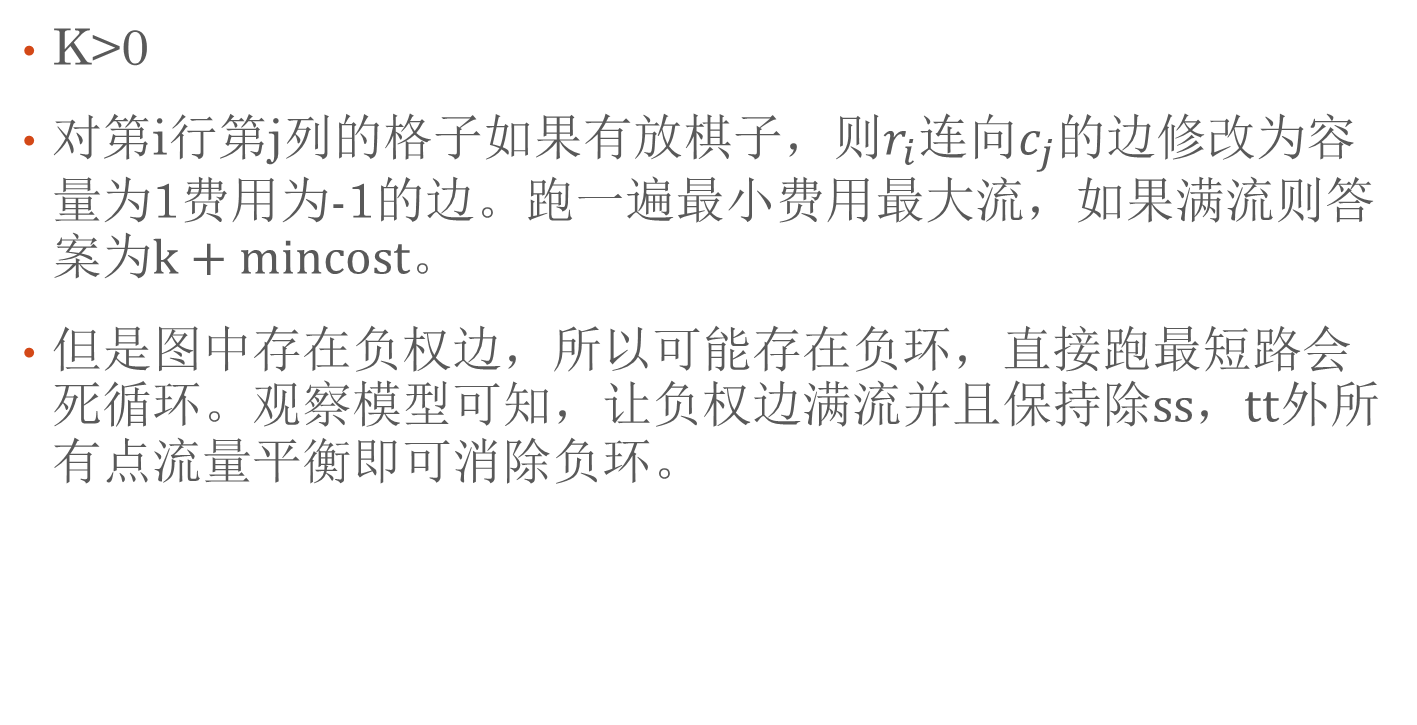 • K>0
• 对第i行第j列的格子如果有放棋子，则𝑟ᵢ连向𝑐ⱼ的边修改为容
量为1费用为-1的边。跑一遍最小费用最大流，如果满流则答
案为k + mincost。
• 但是图中存在负权边，所以可能存在负环，直接跑最短路会
死循环。观察模型可知，让负权边满流并且保持除ss，tt外所
有点流量平衡即可消除负环。